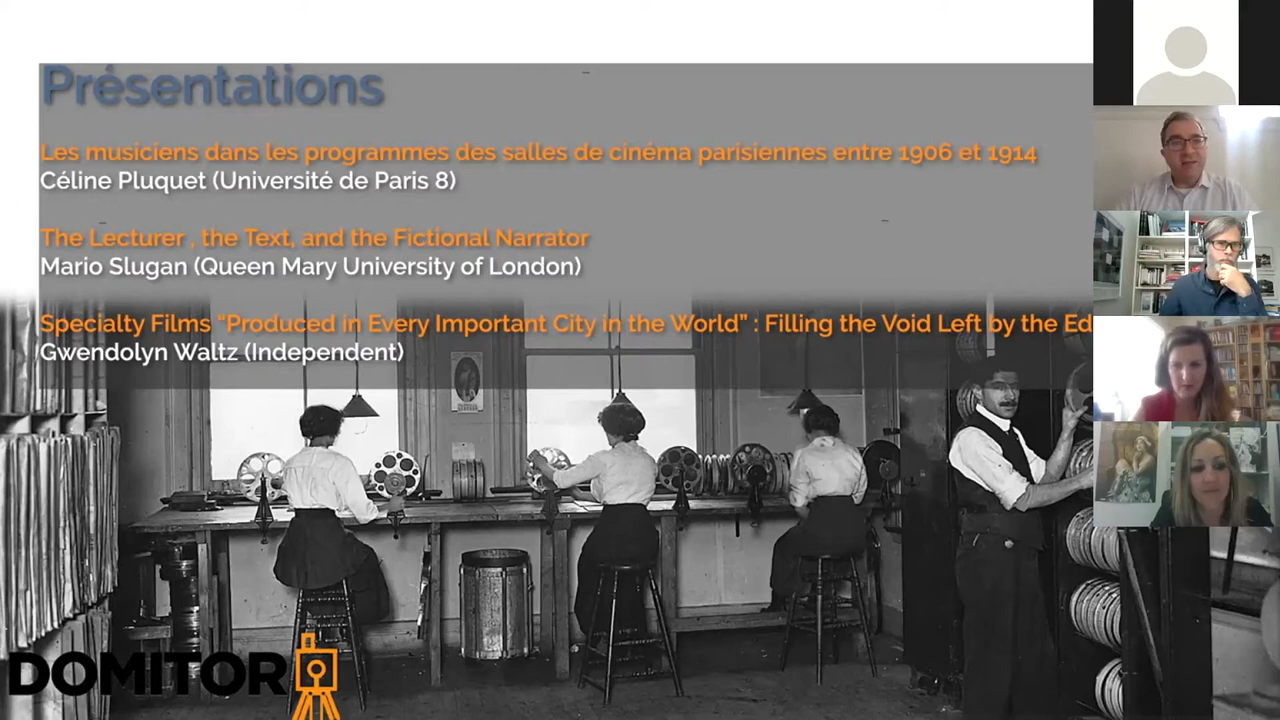 Présentations
Les musiciens dans les programmes des salles de cinéma parisiennes entre 1906 et 1914
Céline Pluquet (Université de Paris 8)
The Lecturer , the Text, and the Fictional Narrator
Mario Slugan (Queen Mary University of London)
Specialty Films “Produced in Every Important City in the World” : Filling the Void Left by the Ed
Gwendolyn Waltz (Independent)
DOMITOR